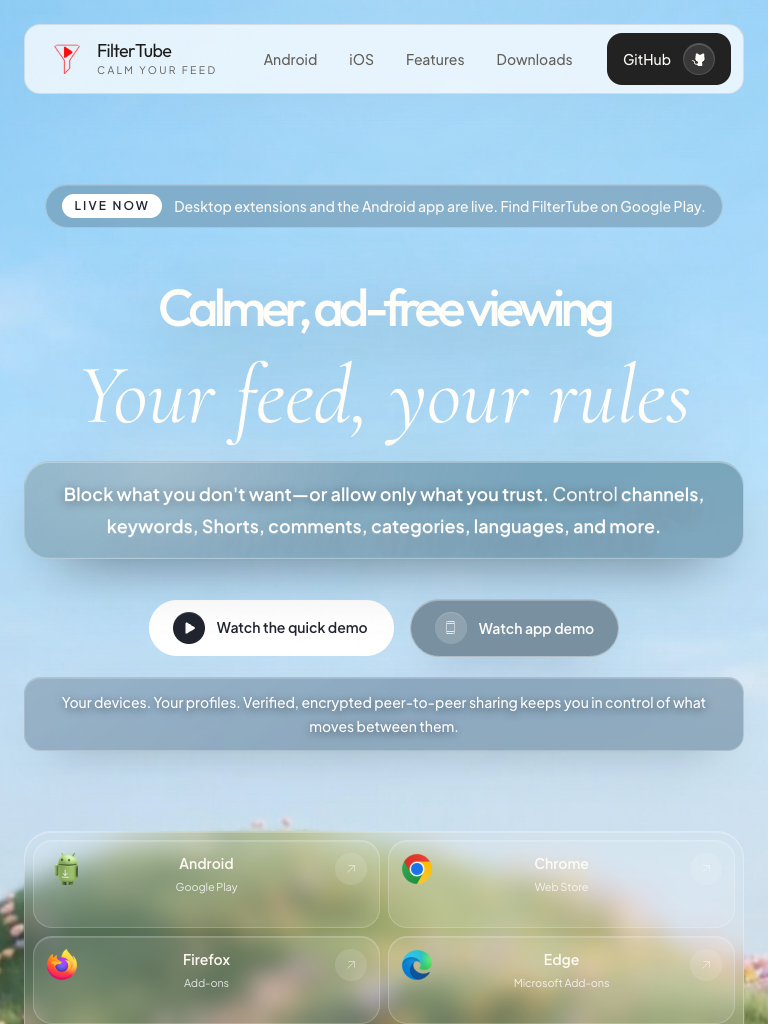 FilterTube
CALM YOUR FEED
Android
iOS
Features
Downloads
GitHub
LIVE NOW
Desktop extensions and the Android app are live. Find FilterTube on Google Play.
Calmer, ad-free viewing
Your feed, your rules
Block what you don't want—or allow only what you trust. Control channels,
keywords, Shorts, comments, categories, languages, and more.
Watch the quick demo
Watch app demo
Your devices. Your profiles. Verified, encrypted peer-to-peer sharing keeps you in control of what
moves between them.
Android
Google Play
Chrome
Web Store
Firefox
Add-ons
Edge
Microsoft Add-ons